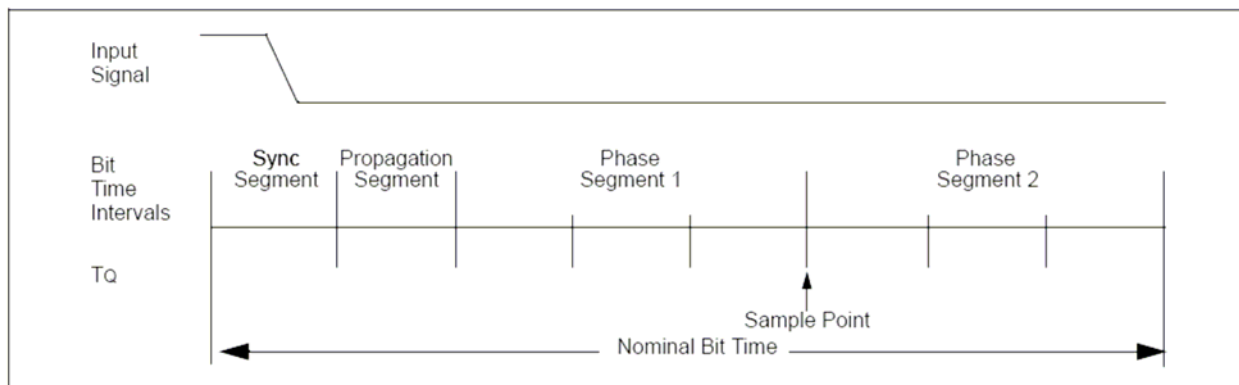 Input
Signal
Bit
Time
Intervals
Sync
Segment
Propagation
Segment
Phase
Segment 1
Phase
Segment 2
TQ
Sample Point
Nominal Bit Time